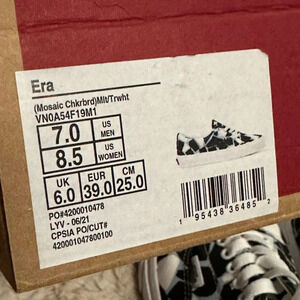 Era
(Mosaic Chkrbrd)Mlt/Trwht
VN0A54F19M1
7.0 US MEN
8.5 US WOMEN
UK EUR CM
6.0 39.0 25.0
PO#4200010478
LYV - 06/21
CPSIA PO/CUT#
420001047800100
1 95438 36485 2